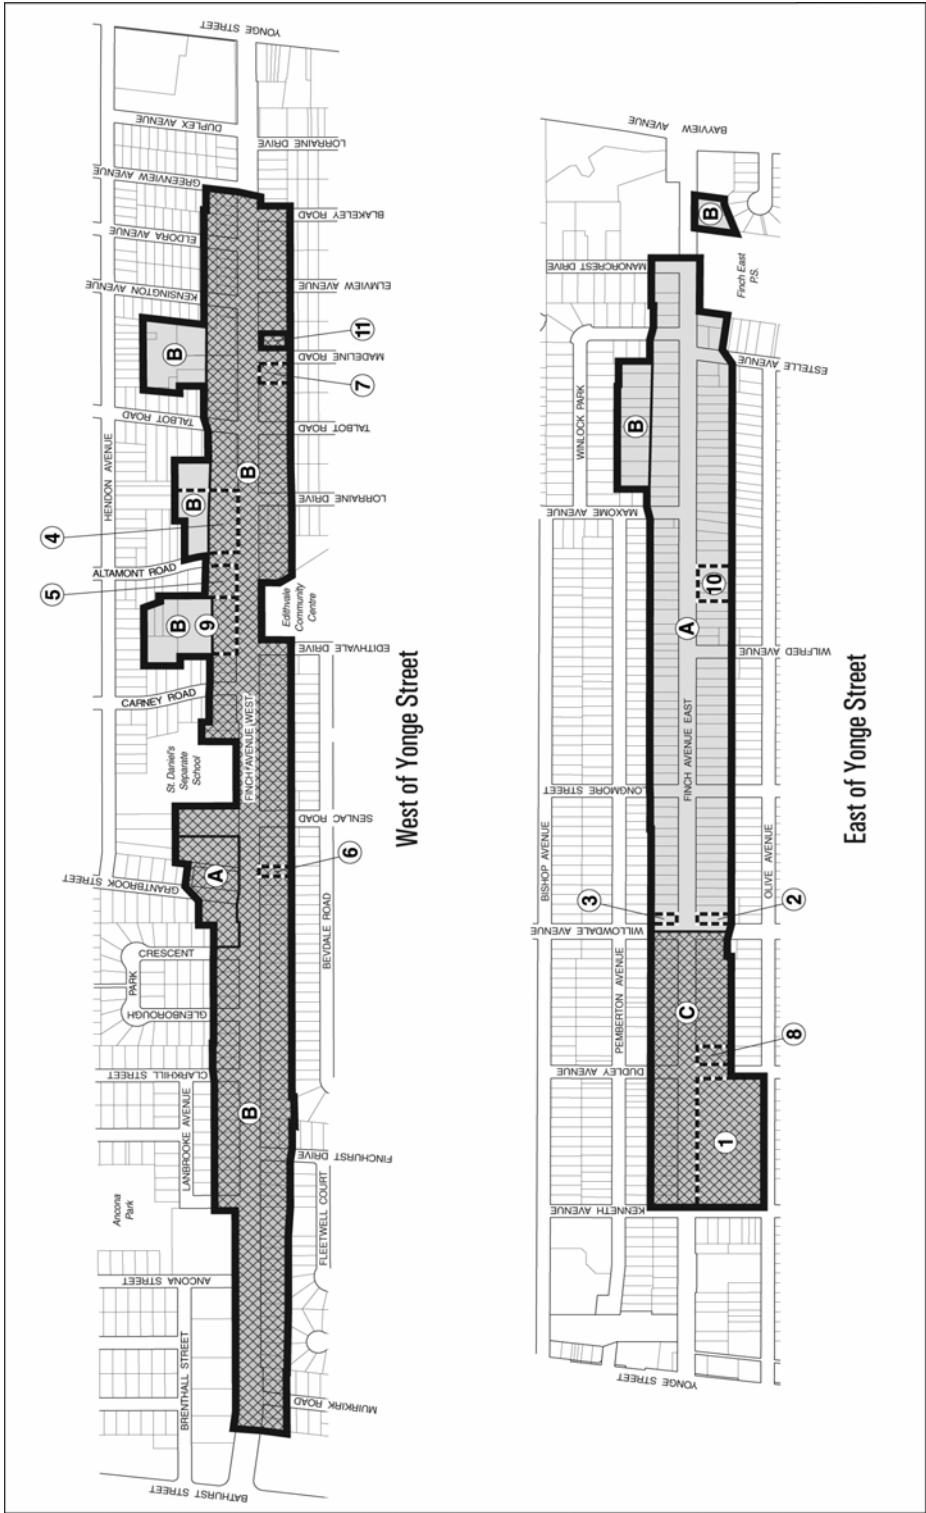 YONGE STREET
DUPLEX AVENUE
GREENVIEW AVENUE
ELDORA AVENUE
KENSINGTON AVENUE
TALBOT ROAD
HENDON AVENUE
ALTAMONT ROAD
CARNEY ROAD
St. Daniel's
Separate
School
GRANTBROOK STREET
CRESCENT
PARK
GLENBOROUGH
CLARKHILL STREET
LANBROOKE AVENUE
Ancona
Park
ANCONA STREET
BRENTHALL STREET
BATHURST STREET
LORRAINE DRIVE
BLAKELEY ROAD
ELMVIEW AVENUE
MADELINE ROAD
TALBOT ROAD
LORRAINE DRIVE
Edithvale
Community
Centre
EDITHVALE DRIVE
FINCH AVENUE WEST
SENLAC ROAD
BEVDALE ROAD
FINCHURST DRIVE
FLEETWELL COURT
MUIRKIRK ROAD
B
B
B
B
A
B
4
5
9
11
7
6
West of Yonge Street
BAYVIEW AVENUE
MANORCREST DRIVE
Finch East
P.S.
ESTELLE AVENUE
WINLOCK PARK
MAXOME AVENUE
WILFRED AVENUE
FINCH AVENUE EAST
LONGMORE STREET
BISHOP AVENUE
OLIVE AVENUE
WILLOWDALE AVENUE
PEMBERTON AVENUE
DUDLEY AVENUE
KENNETH AVENUE
YONGE STREET
B
B
A
10
3
2
C
8
1
East of Yonge Street